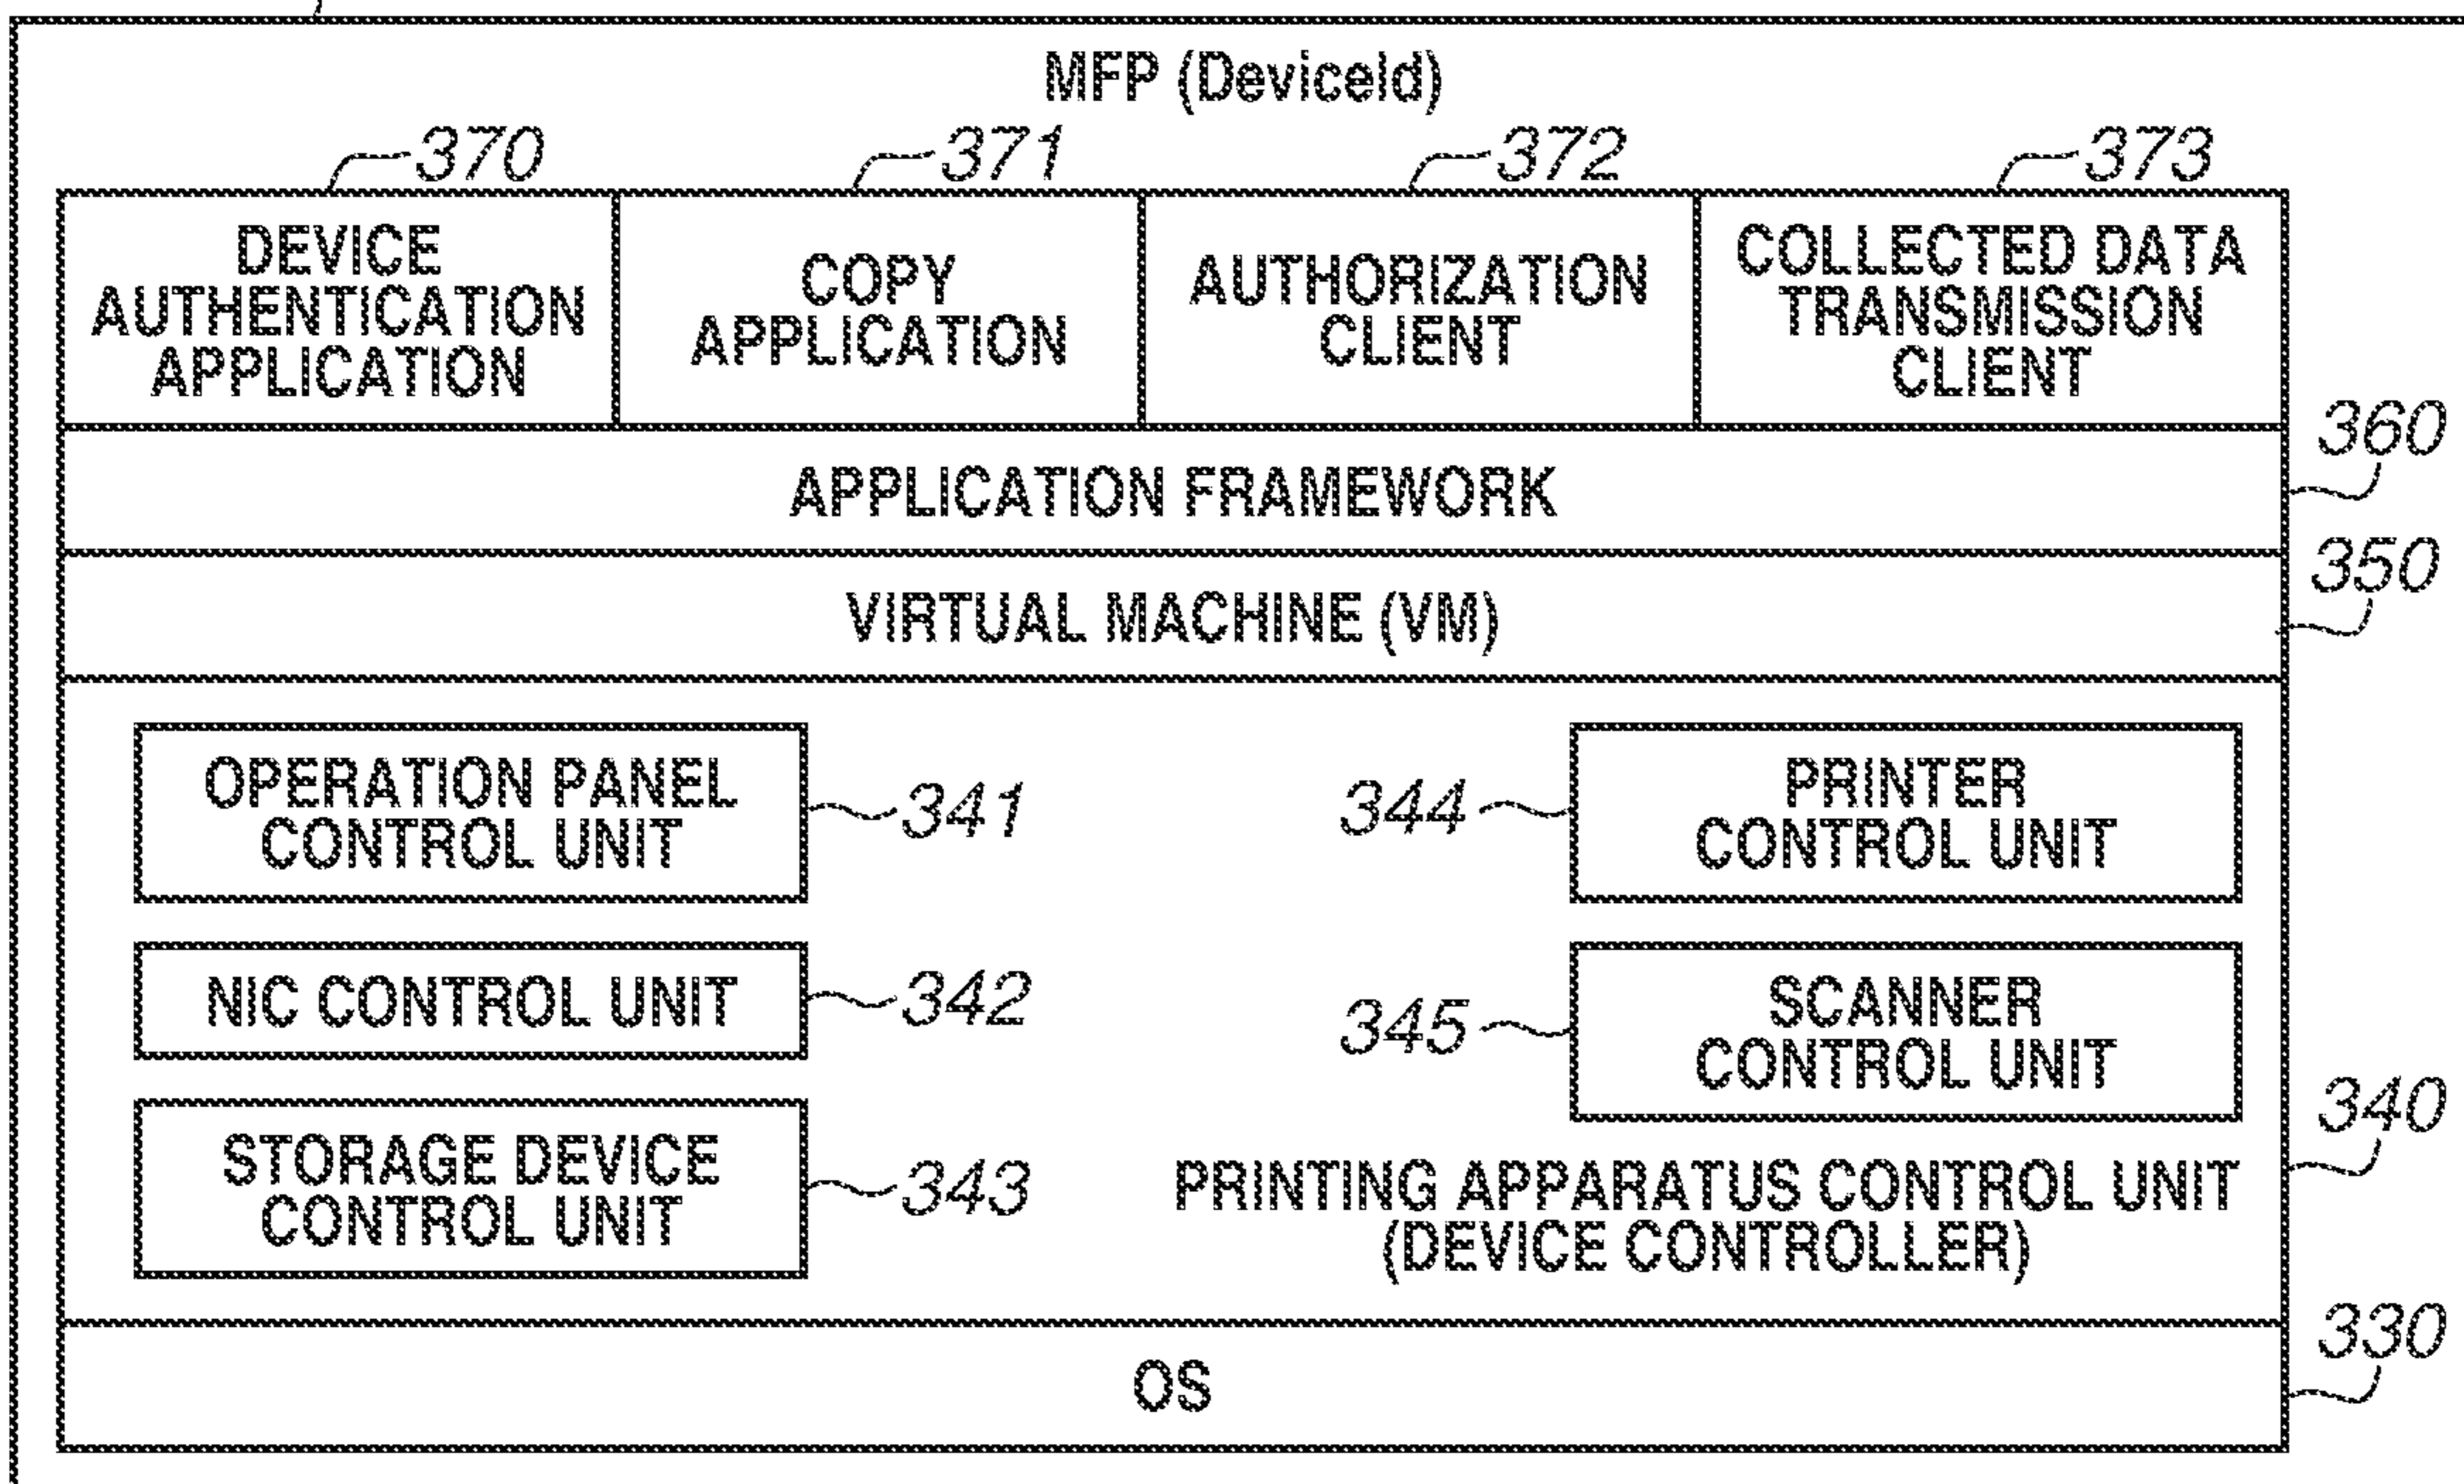 MFP (DeviceId)
370
371
372
373
DEVICE
AUTHENTICATION
APPLICATION
COPY
APPLICATION
AUTHORIZATION
CLIENT
COLLECTED DATA
TRANSMISSION
CLIENT
360
APPLICATION FRAMEWORK
350
VIRTUAL MACHINE (VM)
OPERATION PANEL
CONTROL UNIT
341
344
PRINTER
CONTROL UNIT
NIC CONTROL UNIT
342
345
SCANNER
CONTROL UNIT
340
STORAGE DEVICE
CONTROL UNIT
343
PRINTING APPARATUS CONTROL UNIT
(DEVICE CONTROLLER)
330
OS